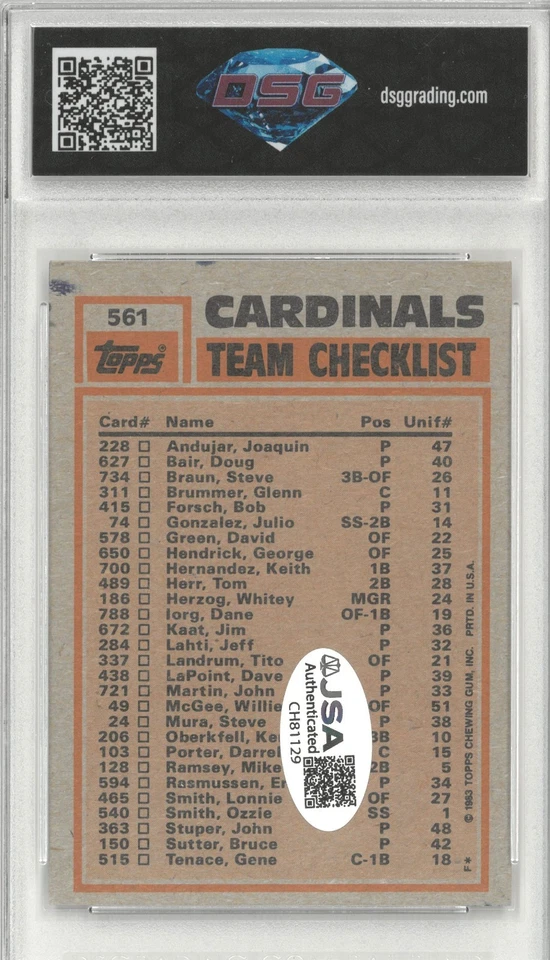 DSG
dsggrading.com
561
topps®
CARDINALS
TEAM CHECKLIST
Card# Name Pos Unif#
228 Andujar, Joaquin P 47
627 Bair, Doug P 40
734 Braun, Steve 3B-OF 26
311 Brummer, Glenn C 11
415 Forsch, Bob P 31
74 Gonzalez, Julio SS-2B 14
578 Green, David OF 22
650 Hendrick, George OF 25
700 Hernandez, Keith 1B 37
489 Herr, Tom 2B 28
186 Herzog, Whitey MGR 24
788 Iorg, Dane OF-1B 19
672 Kaat, Jim P 36
284 Lahti, Jeff P 32
337 Landrum, Tito OF 21
438 LaPoint, Dave P 39
721 Martin, John P 33
49 McGee, Willie OF 51
24 Mura, Steve P 38
206 Oberkfell, 3B 10
103 Porter, C 15
128 Ramsey, Mike 2B 5
594 Rasmussen, P 34
465 Smith, Lonnie OF 27
540 Smith, Ozzie SS 1
363 Stuper, John P 48
150 Sutter, Bruce P 42
515 Tenace, Gene C-1B 18
© 1983 TOPPS CHEWING GUM, INC. PRTD. IN U.S.A.
F*
JSA
Authenticated
CH81129